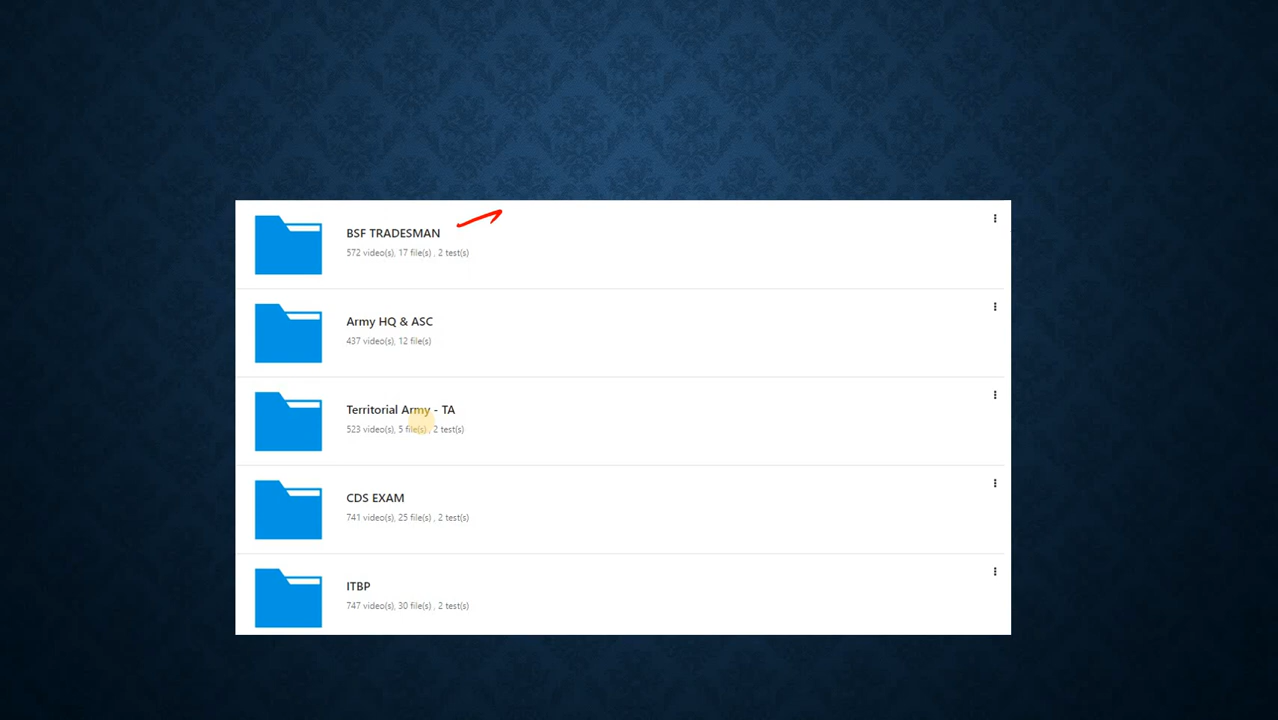 BSF TRADESMAN
572 video(s), 17 file(s) , 2 test(s)
Army HQ & ASC
437 video(s), 12 file(s)
Territorial Army - TA
523 video(s), 5 file(s) , 2 test(s)
CDS EXAM
741 video(s), 25 file(s) , 2 test(s)
ITBP
747 video(s), 30 file(s) , 2 test(s)